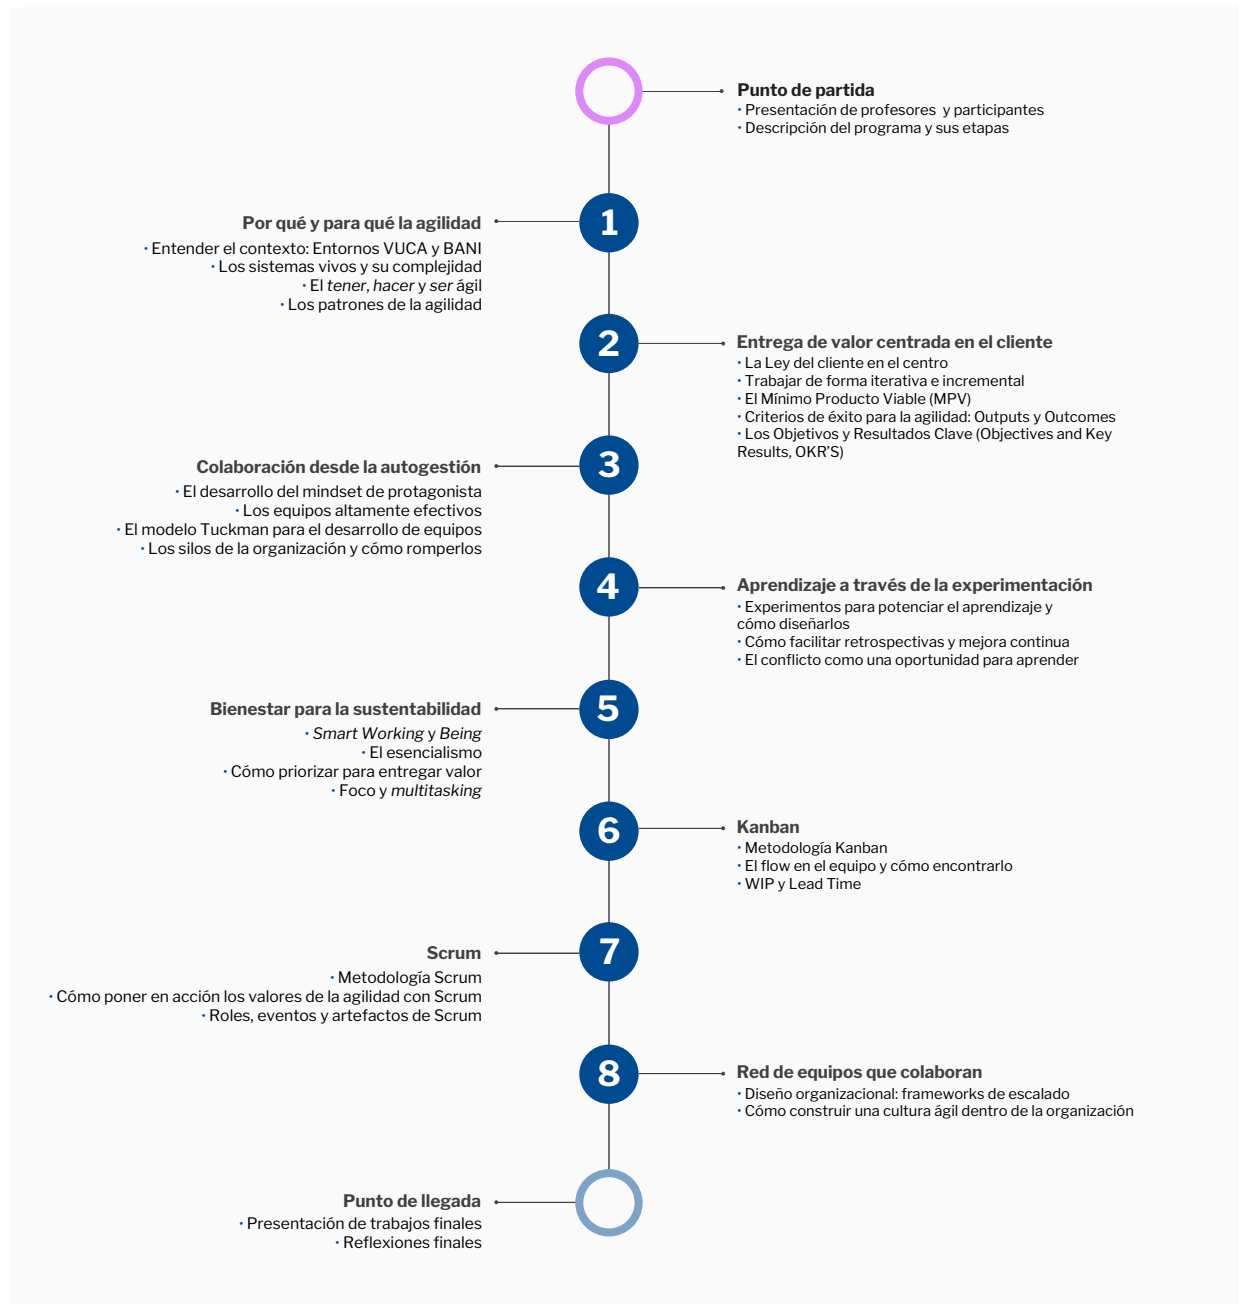 Punto de partida
· Presentación de profesores y participantes
· Descripción del programa y sus etapas
1
Por qué y para qué la agilidad
· Entender el contexto: Entornos VUCA y BANI
· Los sistemas vivos y su complejidad
· El tener, hacer y ser ágil
· Los patrones de la agilidad
2
Entrega de valor centrada en el cliente
· La Ley del cliente en el centro
· Trabajar de forma iterativa e incremental
· El Mínimo Producto Viable (MPV)
· Criterios de éxito para la agilidad: Outputs y Outcomes
· Los Objetivos y Resultados Clave (Objectives and Key
Results, OKR'S)
3
Colaboración desde la autogestión
· El desarrollo del mindset de protagonista
· Los equipos altamente efectivos
· El modelo Tuckman para el desarrollo de equipos
· Los silos de la organización y cómo romperlos
4
Aprendizaje a través de la experimentación
· Experimentos para potenciar el aprendizaje y
cómo diseñarlos
· Cómo facilitar retrospectivas y mejora continua
· El conflicto como una oportunidad para aprender
5
Bienestar para la sustentabilidad
· Smart Working y Being
· El esencialismo
· Cómo priorizar para entregar valor
· Foco y multitasking
6
Kanban
· Metodología Kanban
· El flow en el equipo y cómo encontrarlo
· WIP y Lead Time
7
Scrum
· Metodología Scrum
· Cómo poner en acción los valores de la agilidad con Scrum
· Roles, eventos y artefactos de Scrum
8
Red de equipos que colaboran
· Diseño organizacional: frameworks de escalado
· Cómo construir una cultura ágil dentro de la organización
Punto de llegada
· Presentación de trabajos finales
· Reflexiones finales